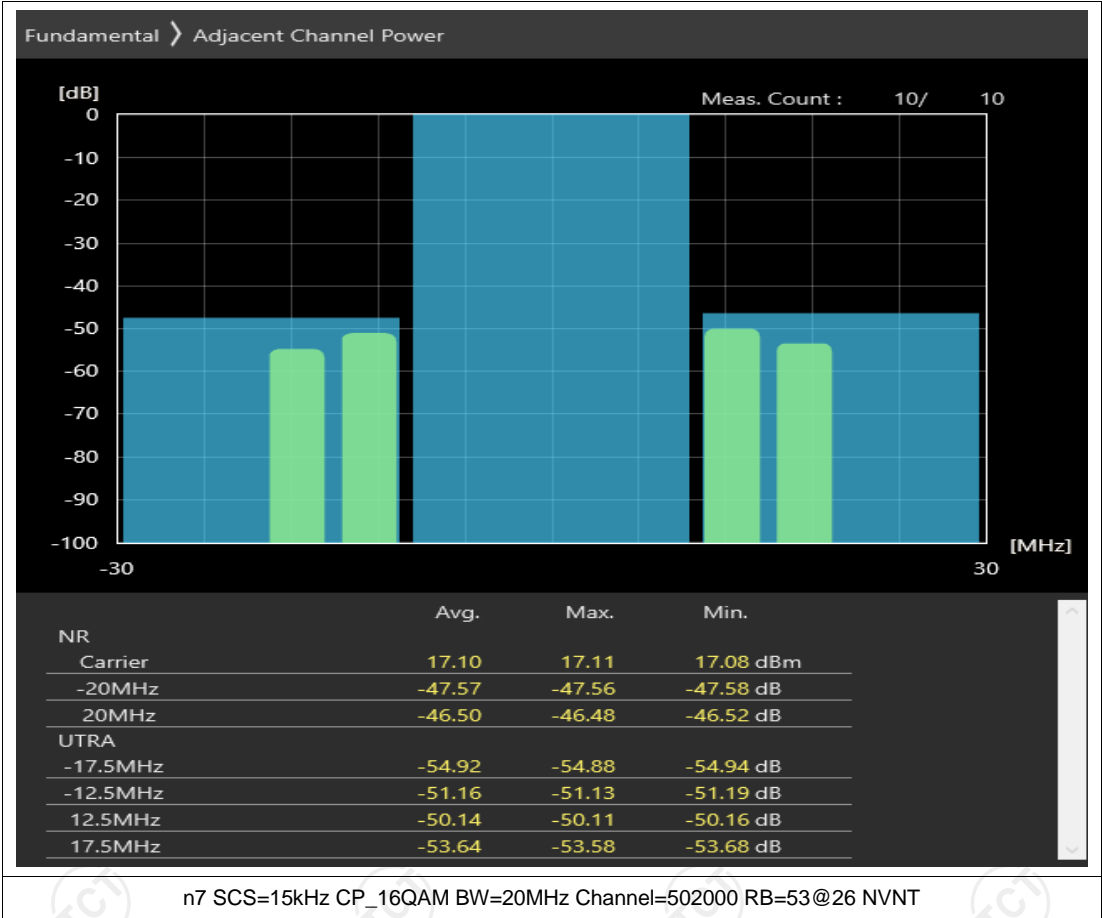 Fundamental ❯ Adjacent Channel Power
[dB]
Meas. Count : 10/ 10
0
-10
-20
-30
-40
-50
-60
-70
-80
-90
-100
[MHz]
-30 30
Avg. Max. Min.
NR
Carrier 17.10 17.11 17.08 dBm
-20MHz -47.57 -47.56 -47.58 dB
20MHz -46.50 -46.48 -46.52 dB
UTRA
-17.5MHz -54.92 -54.88 -54.94 dB
-12.5MHz -51.16 -51.13 -51.19 dB
12.5MHz -50.14 -50.11 -50.16 dB
17.5MHz -53.64 -53.58 -53.68 dB
n7 SCS=15kHz CP_16QAM BW=20MHz Channel=502000 RB=53@26 NVNT
TCT TCT TCT TCT